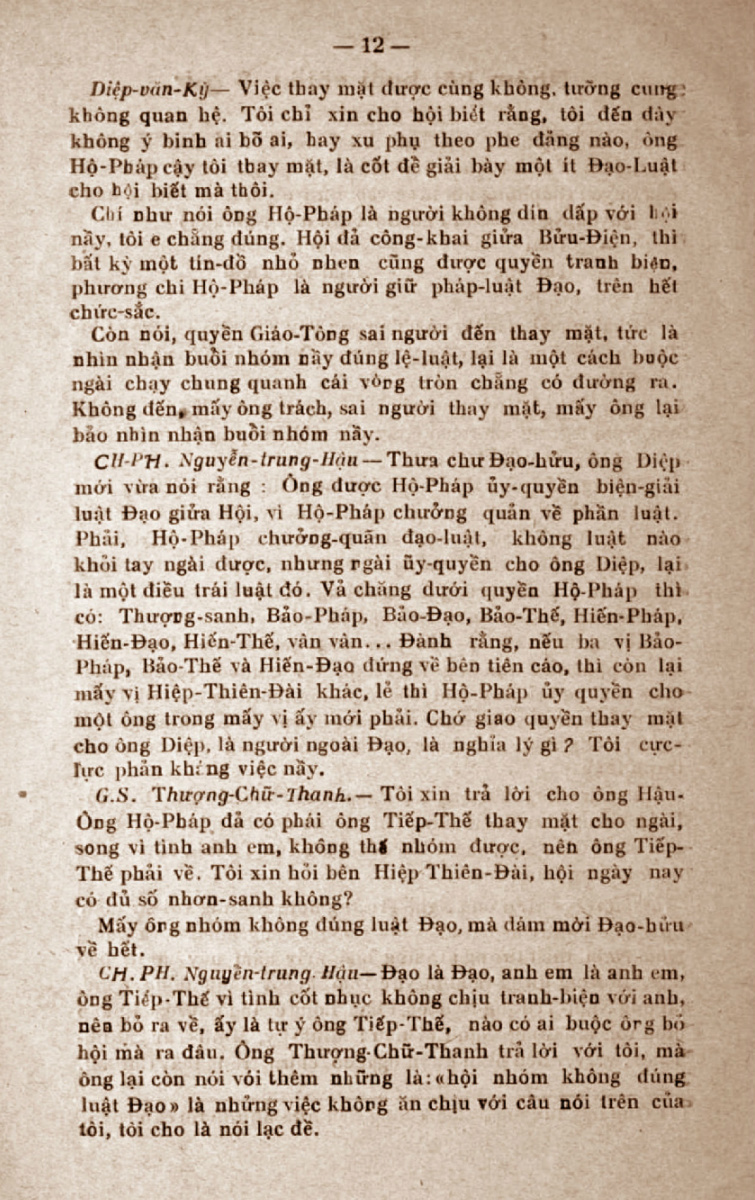 — 12 —
Diệp-văn-Kỳ— Việc thay mặt được cùng không, tưởng cung
không quan hệ. Tôi chỉ xin cho hội biết rằng, tôi đến đây
không ý binh ai bỏ ai, hay xu phụ theo phe đảng nào, ông
Hộ-Pháp cậy tôi thay mặt, là cốt để giải bày một ít Đạo-Luật
cho hội biết mà thôi.
Chí như nói ông Hộ-Pháp là người không din dấp với hội
nầy, tôi e chẳng đúng. Hội đả công-khai giửa Bửu-Điện, thì
bất kỳ một tín-đồ nhỏ nhen cũng được quyền tranh biện,
phương chi Hộ-Pháp là người giữ pháp-luật Đạo, trên hết
chức-sắc.
Còn nói, quyền Giáo-Tông sai người đến thay mặt, tức là
nhìn nhận buổi nhóm nầy đúng lệ-luật, lại là một cách buộc
ngài chạy chung quanh cái vòng tròn chẳng có đường ra.
Không đến, mấy ông trách, sai người thay mặt, mấy ông lại
bảo nhìn nhận buổi nhóm nầy.
CH-PH. Nguyễn-trung-Hậu — Thưa chư Đạo-hửu, ông Diệp
mới vừa nói rằng : Ông được Hộ-Pháp ủy-quyền biện-giải
luật Đạo giửa Hội, vì Hộ-Pháp chưởng quản về phần luật.
Phải, Hộ-Pháp chưởng-quãn đạo-luật, không luật nào
khỏi tay ngài được, nhưng ngài ũy-quyền cho ông Diệp, lại
là một điều trái luật đó. Vả chăng dưới quyền Hộ-Pháp thì
có: Thượng-sanh, Bảo-Pháp, Bảo-Đạo, Bảo-Thế, Hiến-Pháp,
Hiến-Đạo, Hiến-Thế, vân vân... Đành rằng, nếu ba vị Bảo-
Pháp, Bảo-Thế và Hiến-Đạo đứng về bên tiên cáo, thì còn lại
mấy vị Hiệp-Thiên-Đài khác, lẻ thì Hộ-Pháp ủy quyền cho
một ông trong mấy vị ấy mới phải. Chớ giao quyền thay mặt
cho ông Diệp, là người ngoài Đạo, là nghỉa lý gì ? Tôi cực-
lực phản kháng việc nầy.
G.S. Thượng-Chữ-Thanh.— Tôi xin trả lời cho ông Hậu.
Ông Hộ-Pháp đả có phái ông Tiếp-Thế thay mặt cho ngài,
song vì tình anh em, không thể nhóm được, nên ông Tiếp-
Thế phải về. Tôi xin hỏi bên Hiệp Thiên-Đài, hội ngày nay
có đủ số nhơn-sanh không?
Mấy ông nhóm không đúng luật Đạo, mà dám mời Đạo-hửu
về hết.
CH. PH. Nguyễn-trung-Hậu—Đạo là Đạo, anh em là anh em,
ông Tiếp-Thế vì tình cốt nhục không chịu tranh-biện với anh,
nên bỏ ra về, ấy là tự ý ông Tiếp-Thế, nào có ai buộc ông bỏ
hội mà ra đâu. Ông Thượng-Chữ-Thanh trả lời với tôi, mà
ông lại còn nói vói thêm những là: «hội nhóm không đúng
luật Đạo» là những việc không ăn chịu với câu nói trên của
tôi, tôi cho là nói lạc đề.